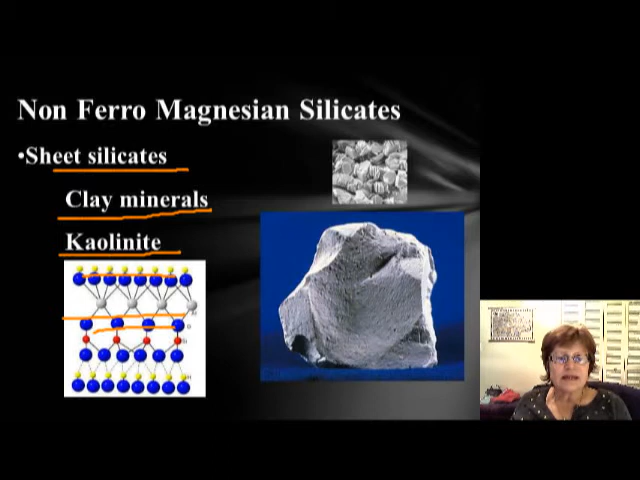 Non Ferro Magnesian Silicates
•Sheet silicates
Clay minerals
Kaolinite